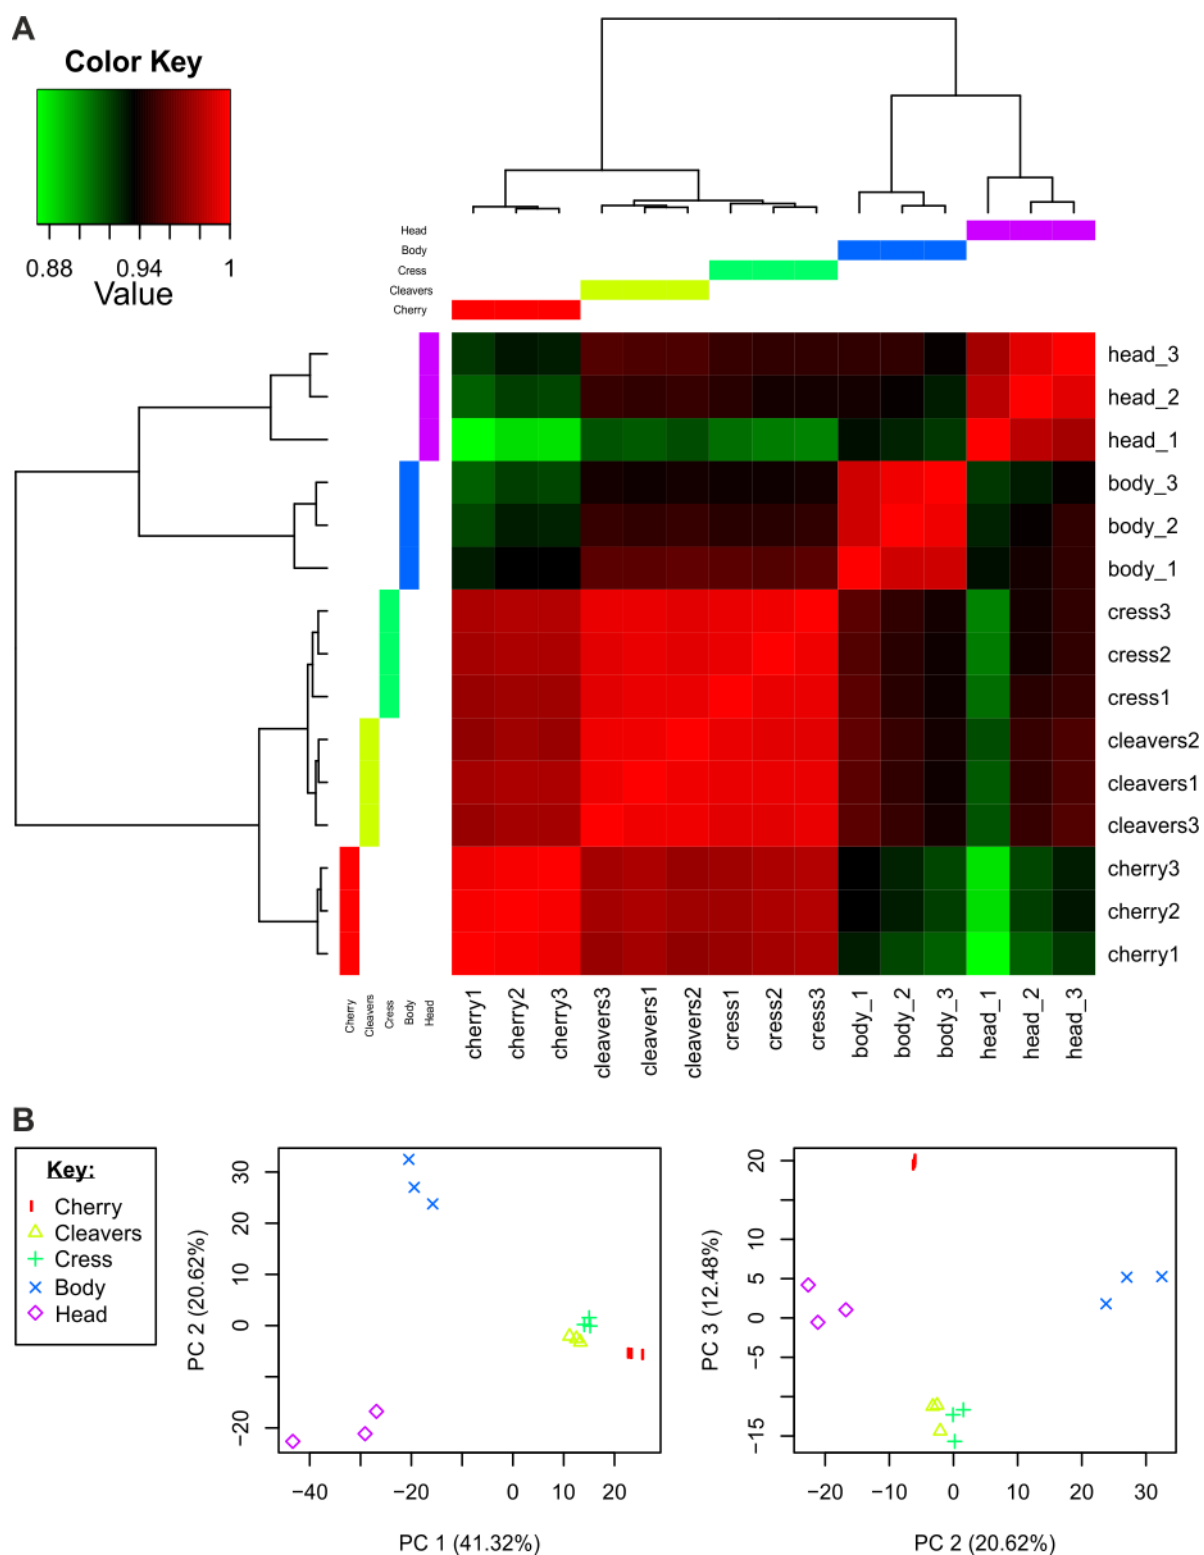 A
Color Key
0.88 0.94 1
Value
Head
Body
Cress
Cleavers
Cherry
head_3
head_2
head_1
body_3
body_2
body_1
cress3
cress2
cress1
cleavers2
cleavers1
cleavers3
cherry3
cherry2
cherry1
Cherry Cleavers Cress Body Head
cherry1 cherry2 cherry3 cleavers3 cleavers1 cleavers2 cress1 cress2 cress3 body_1 body_2 body_3 head_1 head_2 head_3
B
Key:
Cherry
Cleavers
Cress
Body
Head
PC 2 (20.62%)
30
20
10
0
−20
−40 −20 0 10 20
PC 1 (41.32%)
PC 3 (12.48%)
20
10
5
0
−5
−15
−20 −10 0 10 20 30
PC 2 (20.62%)